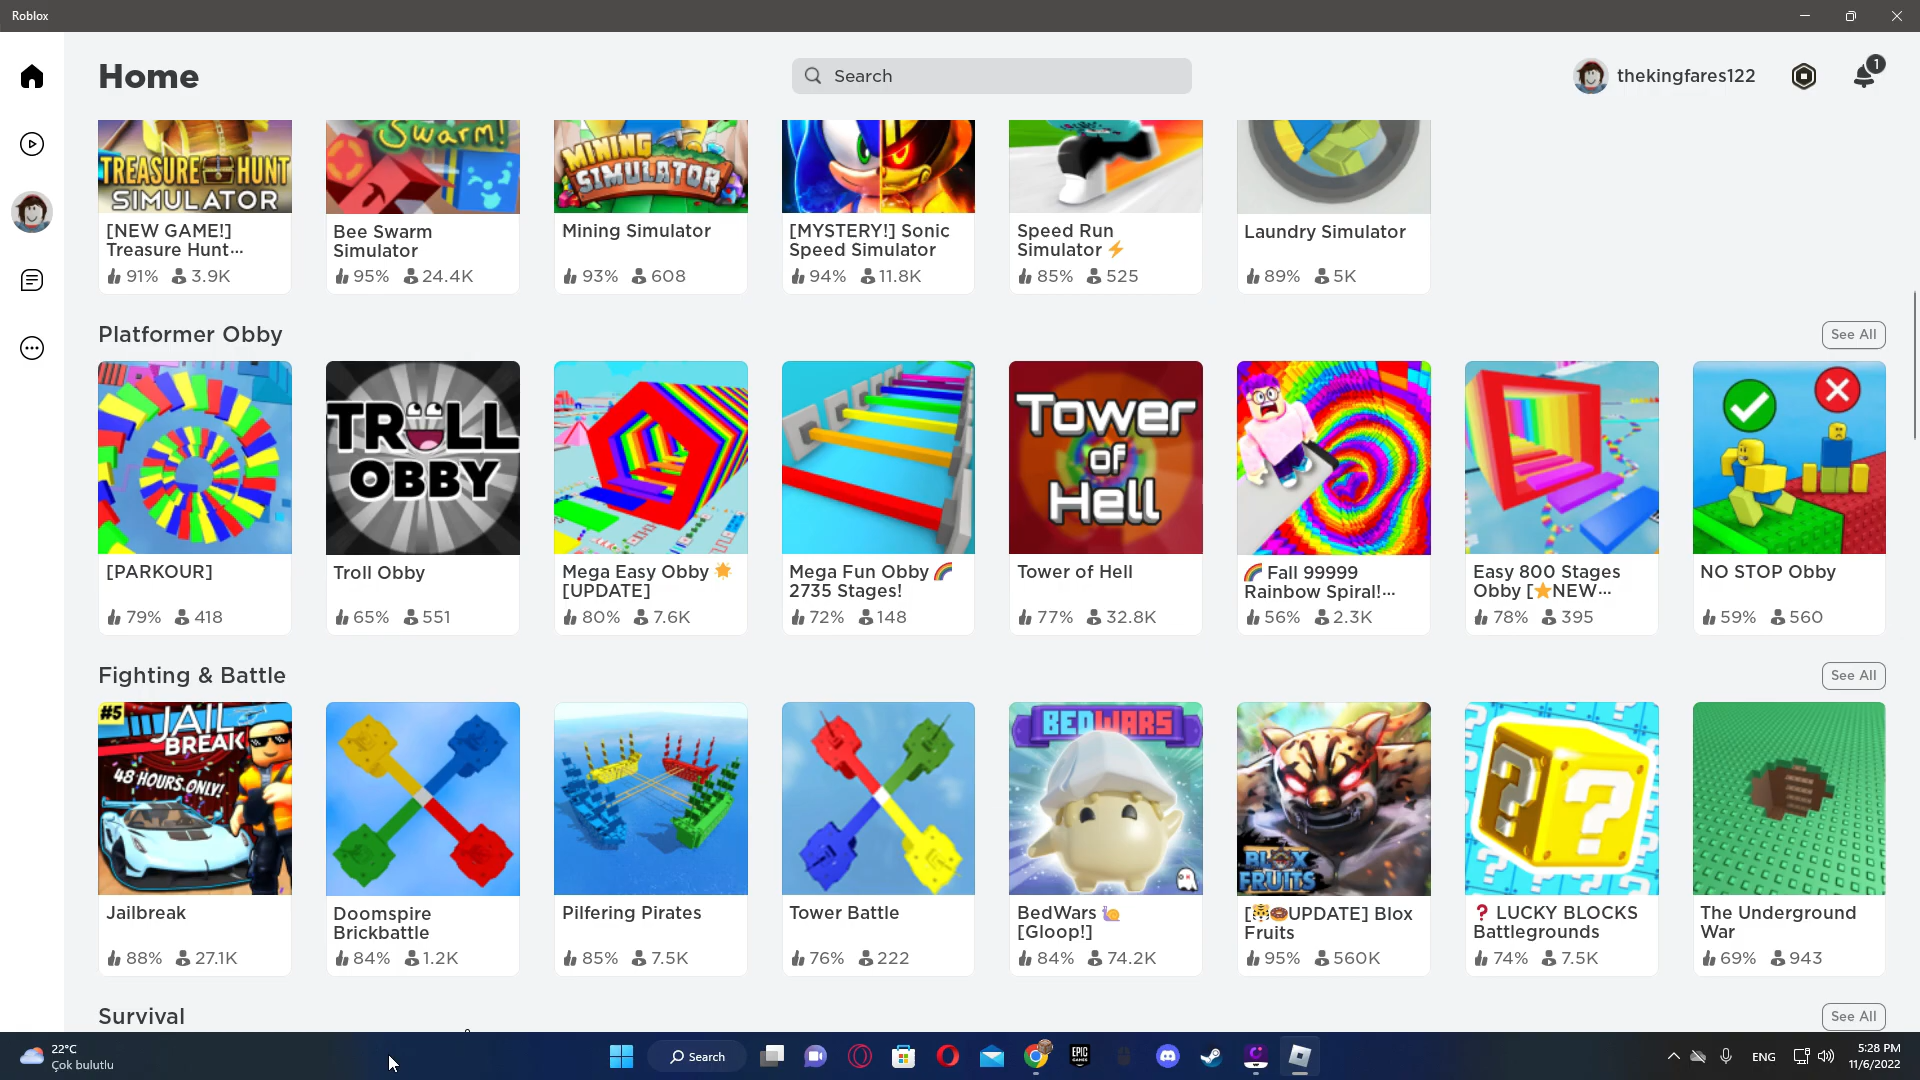 Roblox
Home
Search
thekingfares122
1
TREASURE HUNT
SIMULATOR
Swarm!
MINING
SIMULATOR
[NEW GAME!]
Treasure Hunt...
91% 3.9K
Bee Swarm
Simulator
95% 24.4K
Mining Simulator
93% 608
[MYSTERY!] Sonic
Speed Simulator
94% 11.8K
Speed Run
Simulator ⚡
85% 525
Laundry Simulator
89% 5K
Platformer Obby
See All
TROLL
OBBY
Tower
of
Hell
[PARKOUR]
79% 418
Troll Obby
65% 551
Mega Easy Obby 🌟
[UPDATE]
80% 7.6K
Mega Fun Obby 🌈
2735 Stages!
72% 148
Tower of Hell
77% 32.8K
🌈 Fall 99999
Rainbow Spiral!...
56% 2.3K
Easy 800 Stages
Obby [⭐NEW...
78% 395
NO STOP Obby
59% 560
Fighting & Battle
See All
#5
JAIL
BREAK
48 HOURS ONLY!
BEDWARS
BLOX
FRUITS
? ?
Jailbreak
88% 27.1K
Doomspire
Brickbattle
84% 1.2K
Pilfering Pirates
85% 7.5K
Tower Battle
76% 222
BedWars 🐌
[Gloop!]
84% 74.2K
[🐯🍩UPDATE] Blox
Fruits
95% 560K
❓ LUCKY BLOCKS
Battlegrounds
74% 7.5K
The Underground
War
69% 943
Survival
See All
22°C
Çok bulutlu
Search
EPIC
GAMES
ENG
5:28 PM
11/6/2022